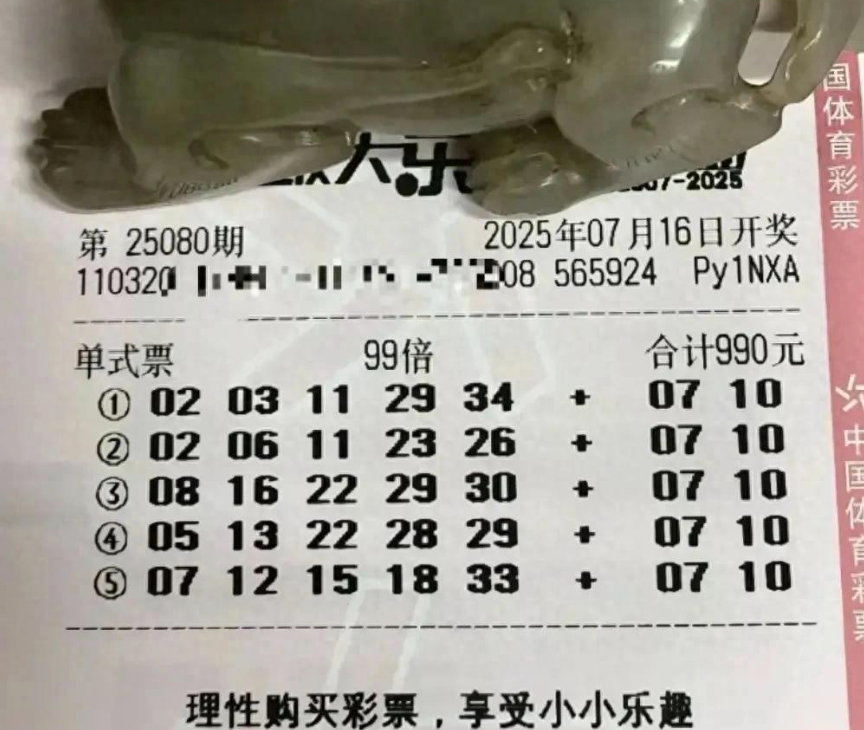 大乐
2007-2025
第 25080期 2025年07月16日开奖
110320 08 565924 Py1NXA
单式票 99倍 合计990元
① 02 03 11 29 34 + 07 10
② 02 06 11 23 26 + 07 10
③ 08 16 22 29 30 + 07 10
④ 05 13 22 28 29 + 07 10
⑤ 07 12 15 18 33 + 07 10
理性购买彩票，享受小小乐趣
国体育彩票
中国体育彩票